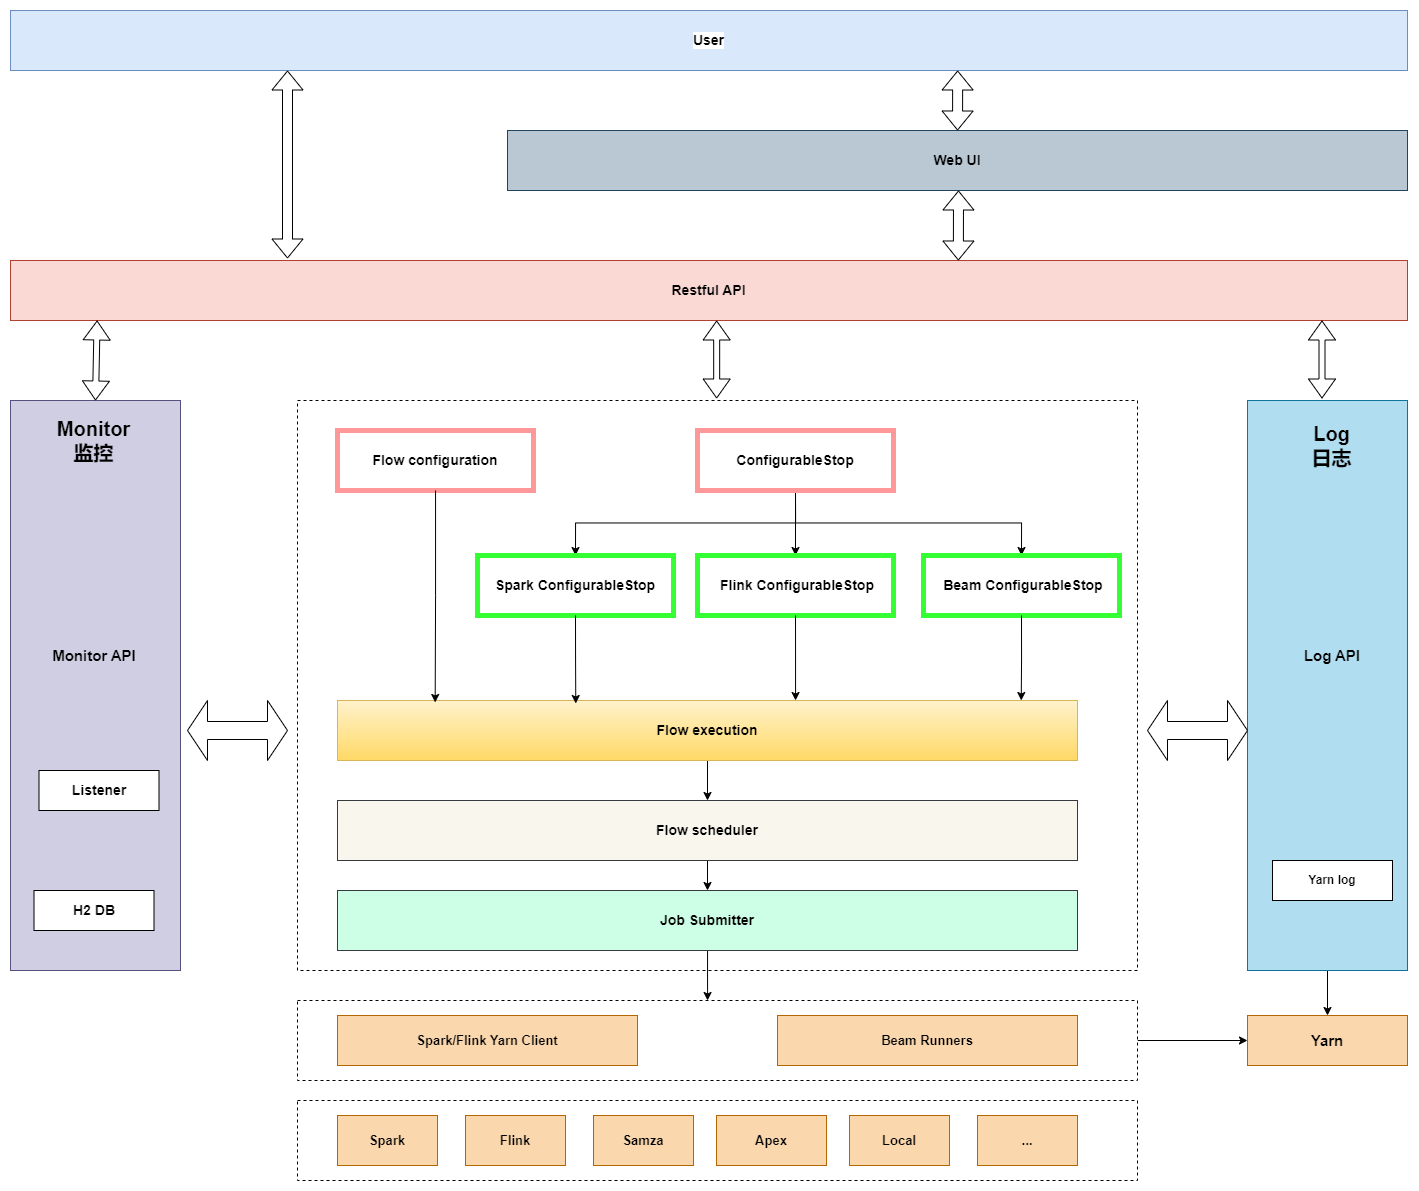 User
Web UI
Restful API
Monitor
监控
Monitor API
Listener
H2 DB
Flow configuration
ConfigurableStop
Spark ConfigurableStop
Flink ConfigurableStop
Beam ConfigurableStop
Flow execution
Flow scheduler
Job Submitter
Log
日志
Log API
Yarn log
Spark/Flink Yarn Client
Beam Runners
Yarn
Spark
Flink
Samza
Apex
Local
...